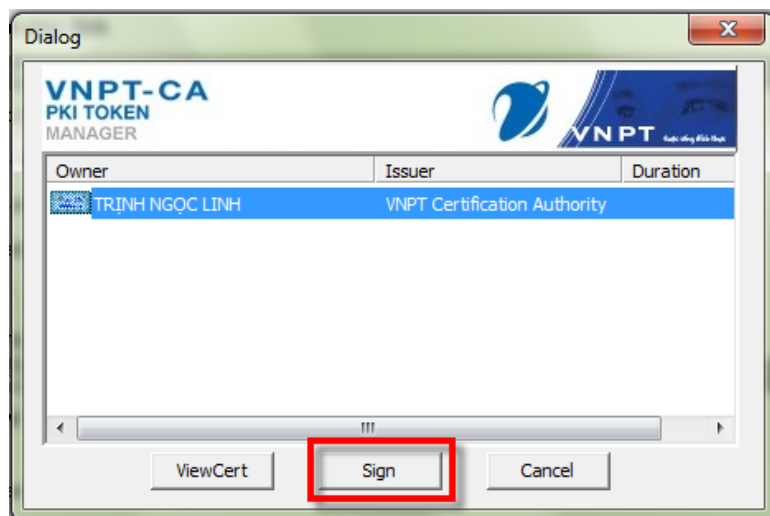 Dialog
VNPT-CA
PKI TOKEN
MANAGER
VNPT
Owner Issuer Duration
TRỊNH NGỌC LINH VNPT Certification Authority
ViewCert Sign Cancel